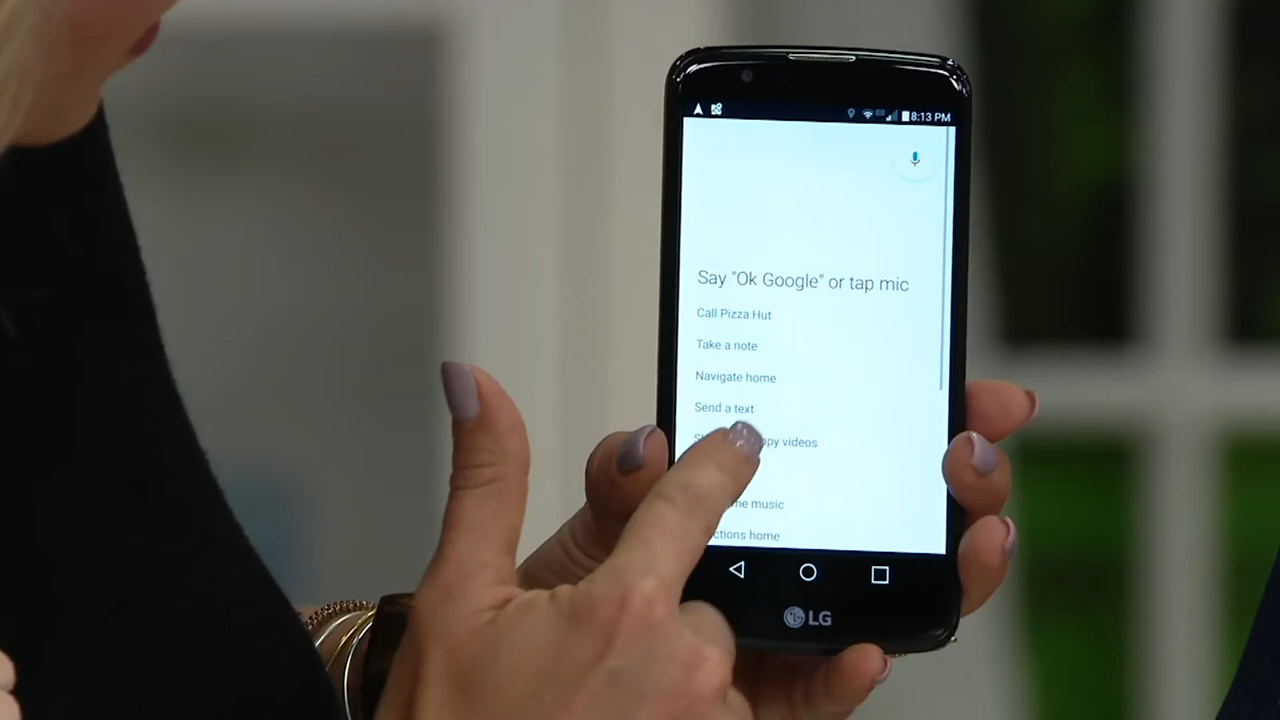 8:13 PM
Say "Ok Google" or tap mic
Call Pizza Hut
Take a note
Navigate home
Send a text
videos
music
home
LG